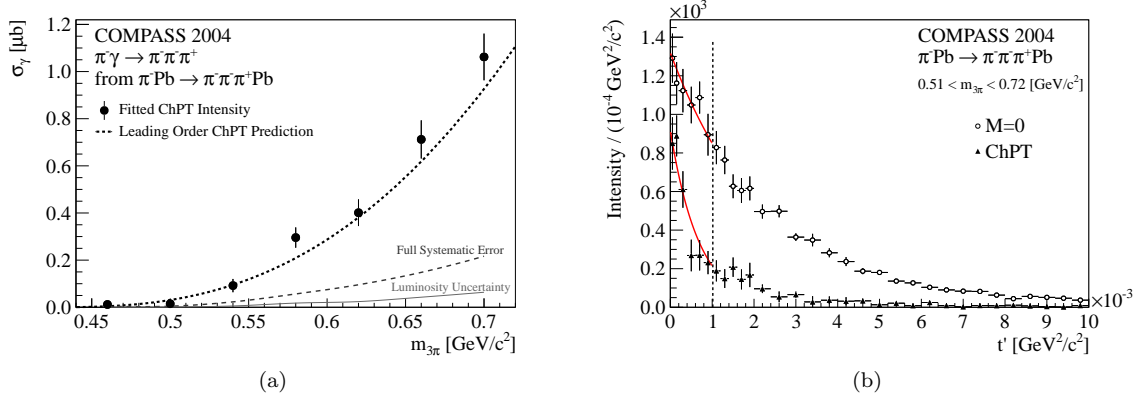 1.2
1.0
0.8
0.6
0.4
0.2
0.0
σγ [μb]
COMPASS 2004
π⁻γ → π⁻π⁻π⁺
from π⁻Pb → π⁻π⁻π⁺Pb
Fitted ChPT Intensity
Leading Order ChPT Prediction
Full Systematic Error
Luminosity Uncertainty
0.45 0.5 0.55 0.6 0.65 0.7
m3π [GeV/c²]
(a)
×10³
1.4
1.2
1.0
0.8
0.6
0.4
0.2
0.0
Intensity / (10⁻⁴ GeV²/c²)
COMPASS 2004
π⁻Pb → π⁻π⁻π⁺Pb
0.51 < m3π < 0.72 [GeV/c²]
M=0
ChPT
0 1 2 3 4 5 6 7 8 9 10
×10⁻³
t' [GeV²/c²]
(b)